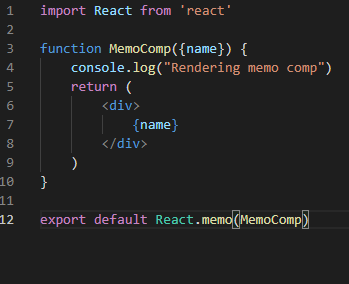 1 import React from 'react'
2
3 function MemoComp({name}) {
4     console.log("Rendering memo comp")
5     return (
6         <div>
7             {name}
8         </div>
9     )
10 }
11
12 export default React.memo(MemoComp)